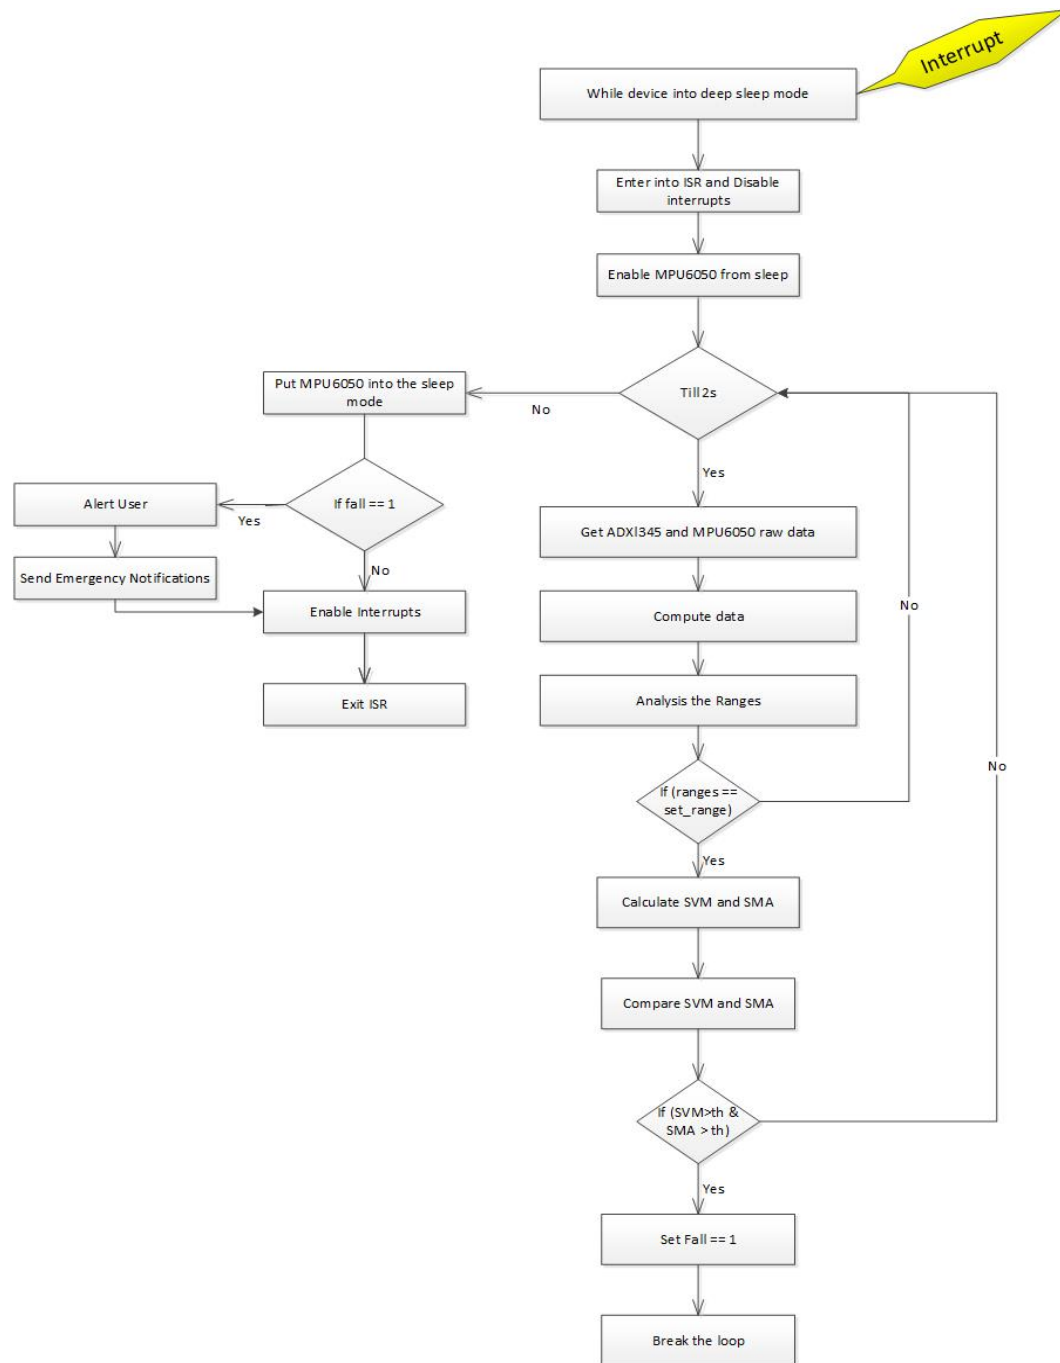 Interrupt
While device into deep sleep mode
Enter into ISR and Disable
interrupts
Enable MPU6050 from sleep
Till 2s
No
Put MPU6050 into the sleep
mode
If fall == 1
Yes
Alert User
Send Emergency Notifications
No
Enable Interrupts
Exit ISR
Yes
Get ADXl345 and MPU6050 raw data
Compute data
Analysis the Ranges
If (ranges ==
set_range)
No
Yes
Calculate SVM and SMA
Compare SVM and SMA
If (SVM>th &
SMA > th)
No
Yes
Set Fall == 1
Break the loop